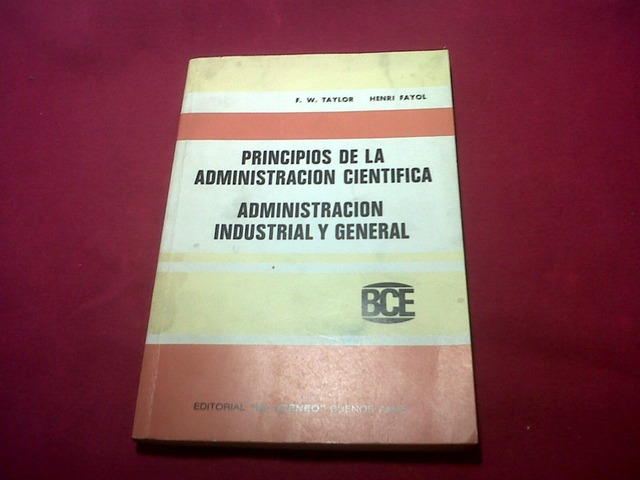 F. W. TAYLOR HENRI FAYOL
PRINCIPIOS DE LA
ADMINISTRACION CIENTIFICA
ADMINISTRACION
INDUSTRIAL Y GENERAL
BCE
EDITORIAL "EL ATENEO" BUENOS AIRES